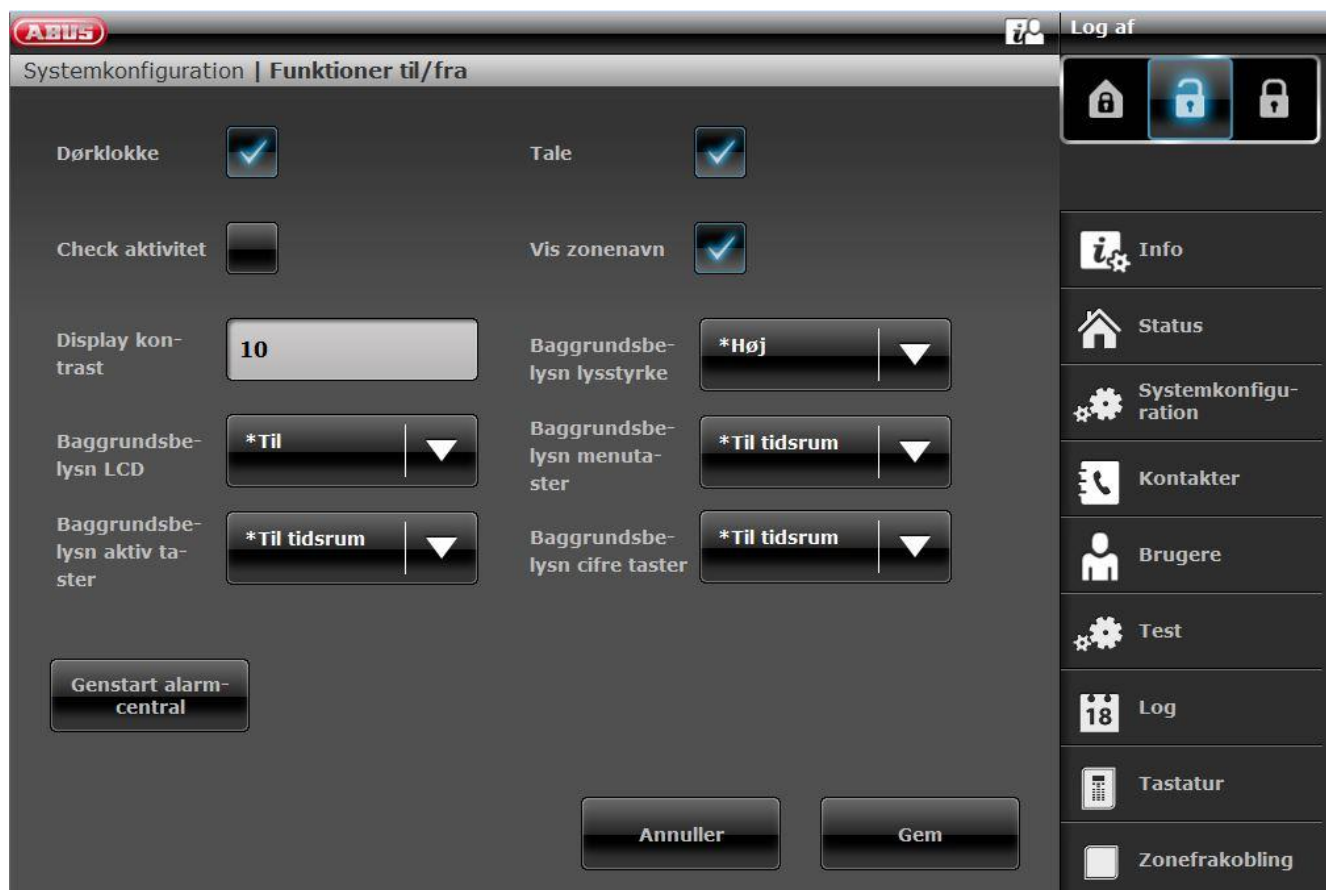 ABUS
Log af
Systemkonfiguration | Funktioner til/fra
Dørklokke
Tale
Check aktivitet
Vis zonenavn
Display kon-
trast
10
Baggrundsbe-
lysn lysstyrke
*Høj
Baggrundsbe-
lysn LCD
*Til
Baggrundsbe-
lysn menuta-
ster
*Til tidsrum
Baggrundsbe-
lysn aktiv ta-
ster
*Til tidsrum
Baggrundsbe-
lysn cifre taster
*Til tidsrum
Genstart alarm-
central
Annuller
Gem
Info
Status
Systemkonfigu-
ration
Kontakter
Brugere
Test
18
Log
Tastatur
Zonefrakobling